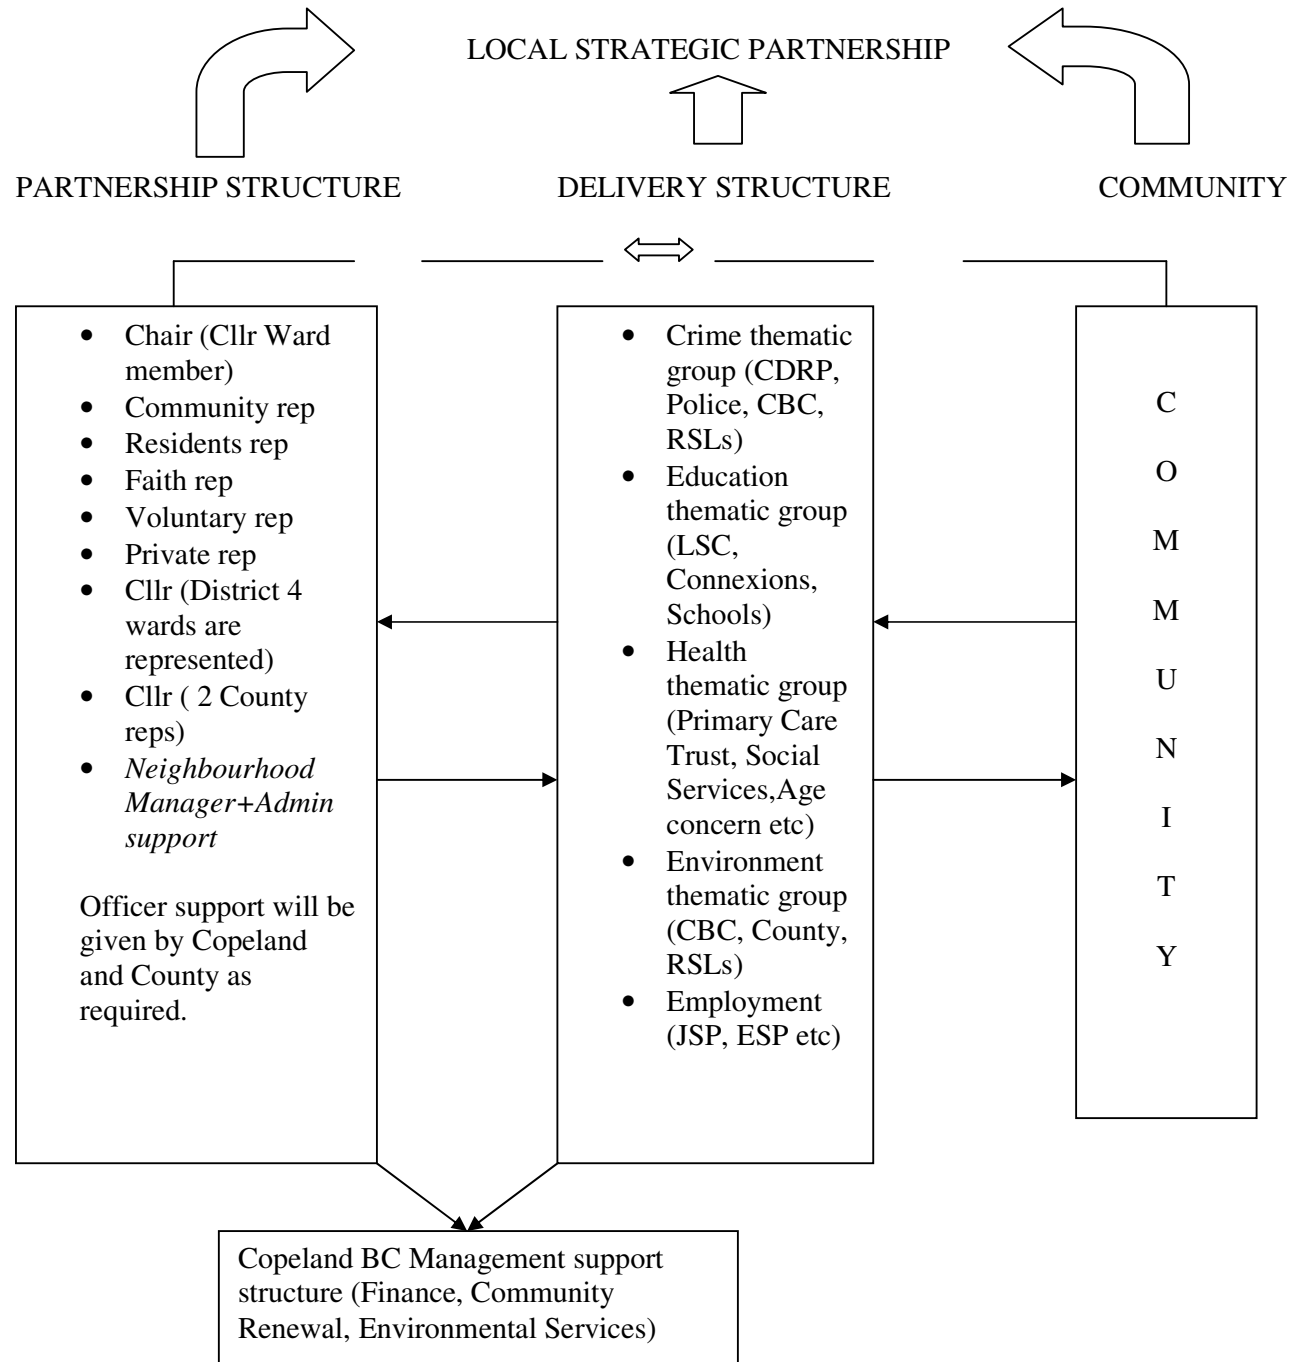 LOCAL STRATEGIC PARTNERSHIP
PARTNERSHIP STRUCTURE
DELIVERY STRUCTURE
COMMUNITY
• Chair (Cllr Ward
member)
• Community rep
• Residents rep
• Faith rep
• Voluntary rep
• Private rep
• Cllr (District 4
wards are
represented)
• Cllr ( 2 County
reps)
• Neighbourhood
Manager+Admin
support
Officer support will be
given by Copeland
and County as
required.
• Crime thematic
group (CDRP,
Police, CBC,
RSLs)
• Education
thematic group
(LSC,
Connexions,
Schools)
• Health
thematic group
(Primary Care
Trust, Social
Services,Age
concern etc)
• Environment
thematic group
(CBC, County,
RSLs)
• Employment
(JSP, ESP etc)
C
O
M
M
U
N
I
T
Y
Copeland BC Management support
structure (Finance, Community
Renewal, Environmental Services)